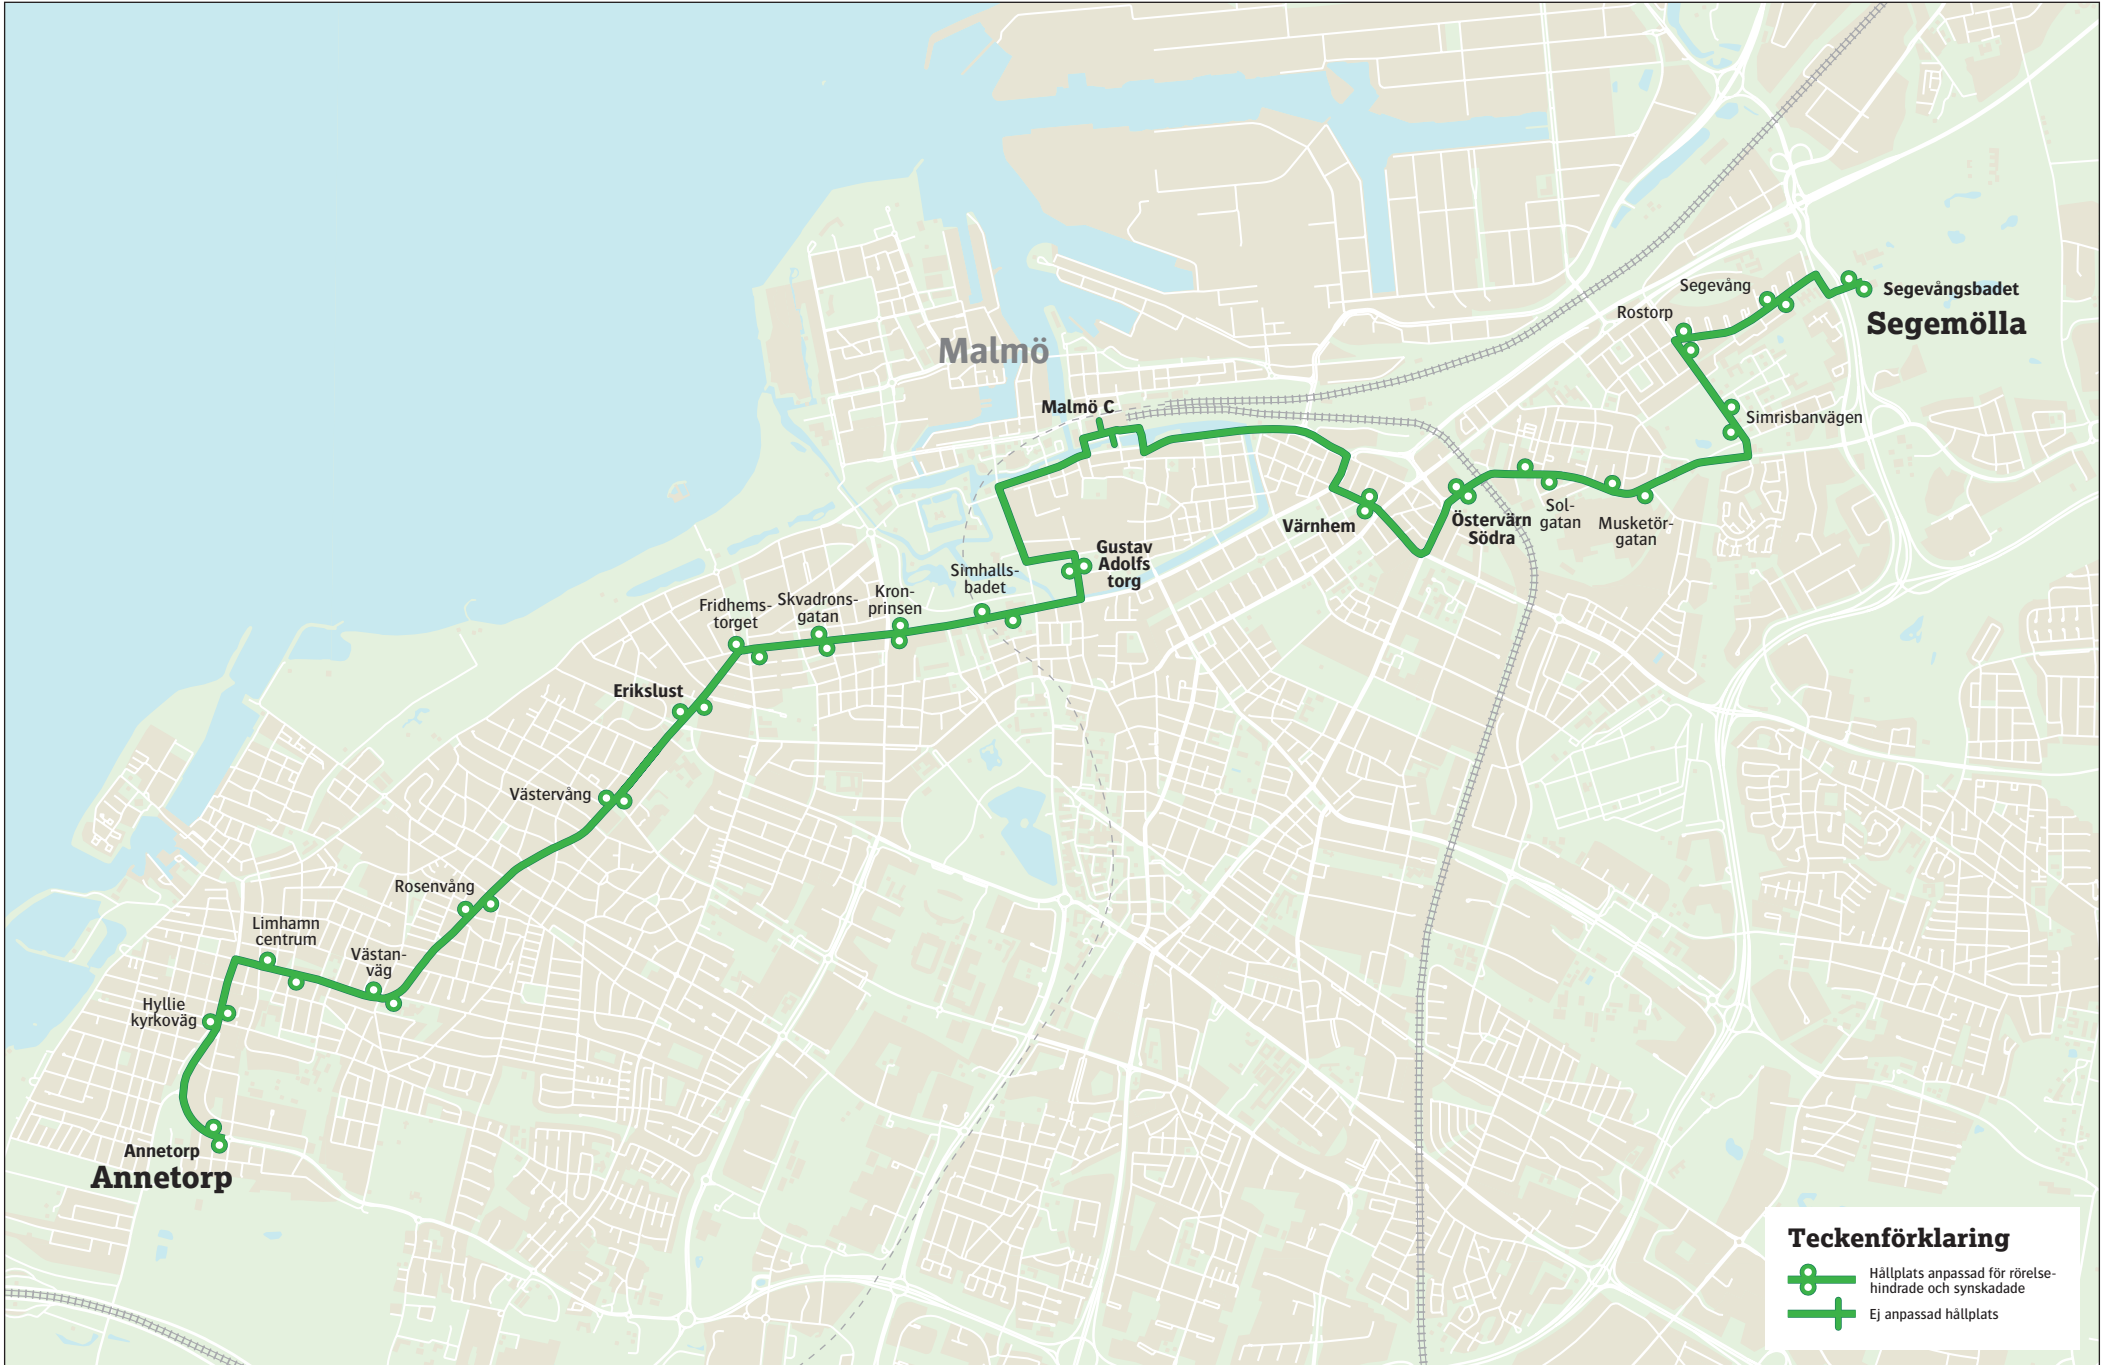 Segevång
Segevångsbadet
Rostorp
Segemölla
Malmö
Malmö C
Simrisbanvägen
Värnhem
Östervärn
Södra
Sol-
gatan
Musketör-
gatan
Gustav
Adolfs
torg
Simhalls-
badet
Kron-
prinsen
Skvadrons-
gatan
Fridhems-
torget
Erikslust
Västervång
Rosenvång
Limhamn
centrum
Västan-
väg
Hyllie
kyrkoväg
Annetorp
Annetorp
Teckenförklaring
Hållplats anpassad för rörelse-
hindrade och synskadade
Ej anpassad hållplats